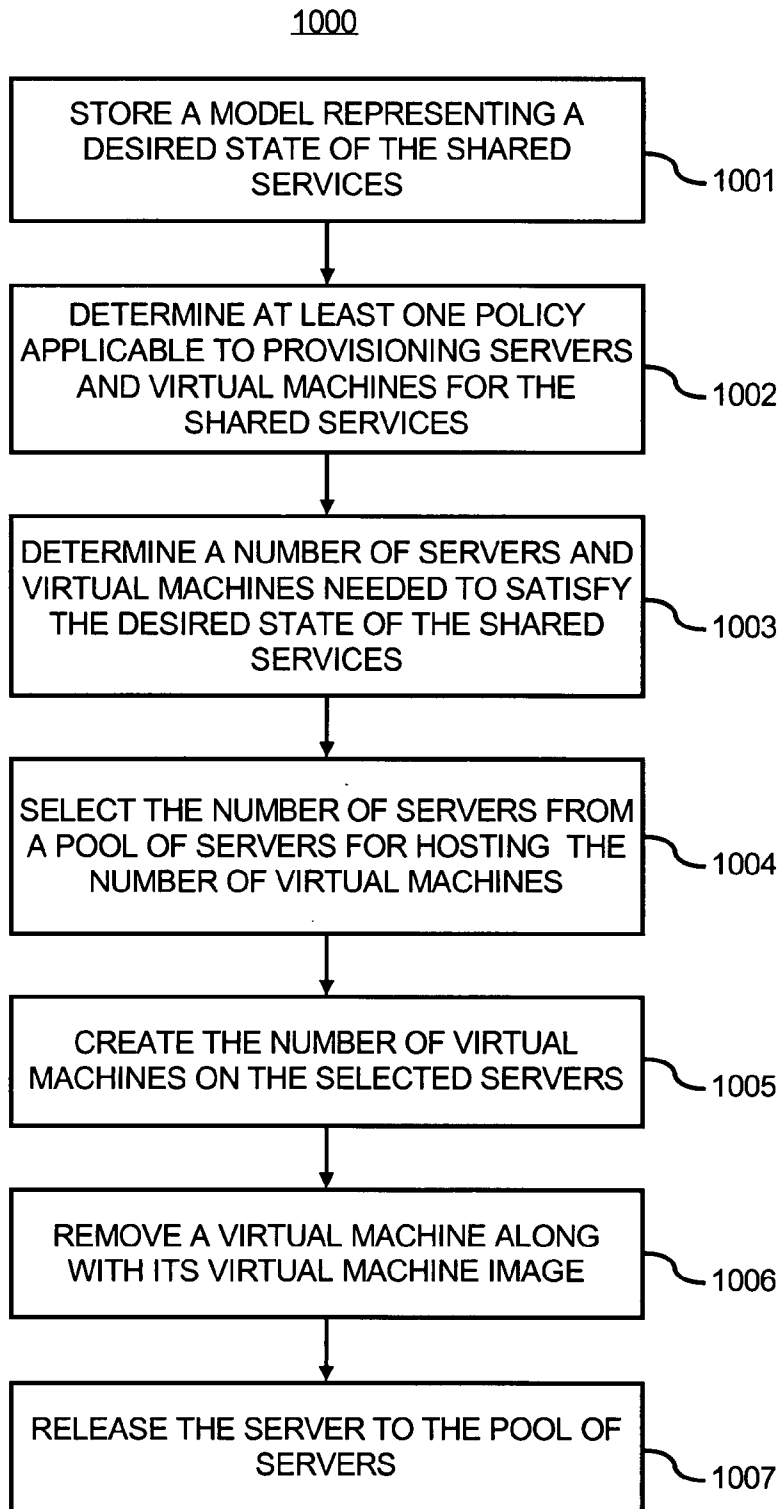 1000
STORE A MODEL REPRESENTING A
DESIRED STATE OF THE SHARED
SERVICES
1001
DETERMINE AT LEAST ONE POLICY
APPLICABLE TO PROVISIONING SERVERS
AND VIRTUAL MACHINES FOR THE
SHARED SERVICES
1002
DETERMINE A NUMBER OF SERVERS AND
VIRTUAL MACHINES NEEDED TO SATISFY
THE DESIRED STATE OF THE SHARED
SERVICES
1003
SELECT THE NUMBER OF SERVERS FROM
A POOL OF SERVERS FOR HOSTING THE
NUMBER OF VIRTUAL MACHINES
1004
CREATE THE NUMBER OF VIRTUAL
MACHINES ON THE SELECTED SERVERS
1005
REMOVE A VIRTUAL MACHINE ALONG
WITH ITS VIRTUAL MACHINE IMAGE
1006
RELEASE THE SERVER TO THE POOL OF
SERVERS
1007